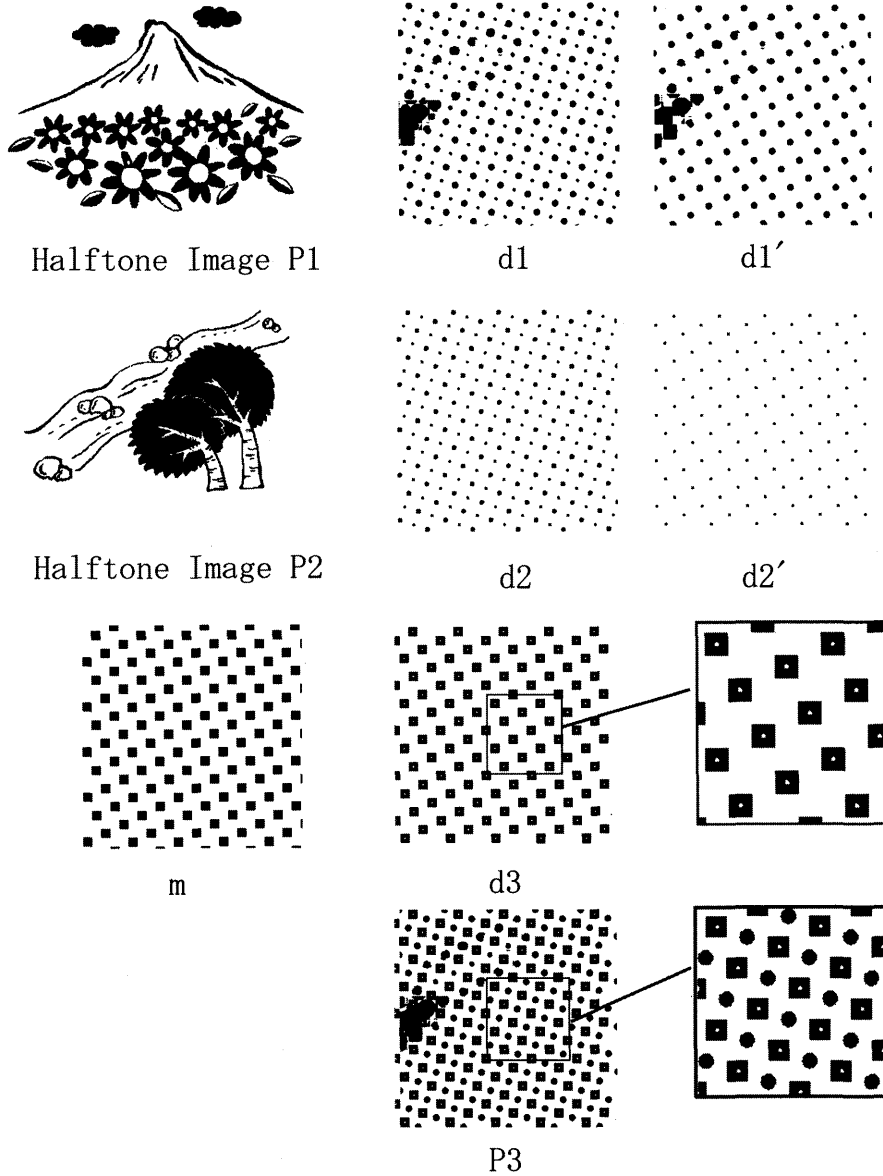 Halftone Image P1
d1
d1′
Halftone Image P2
d2
d2′
m
d3
P3